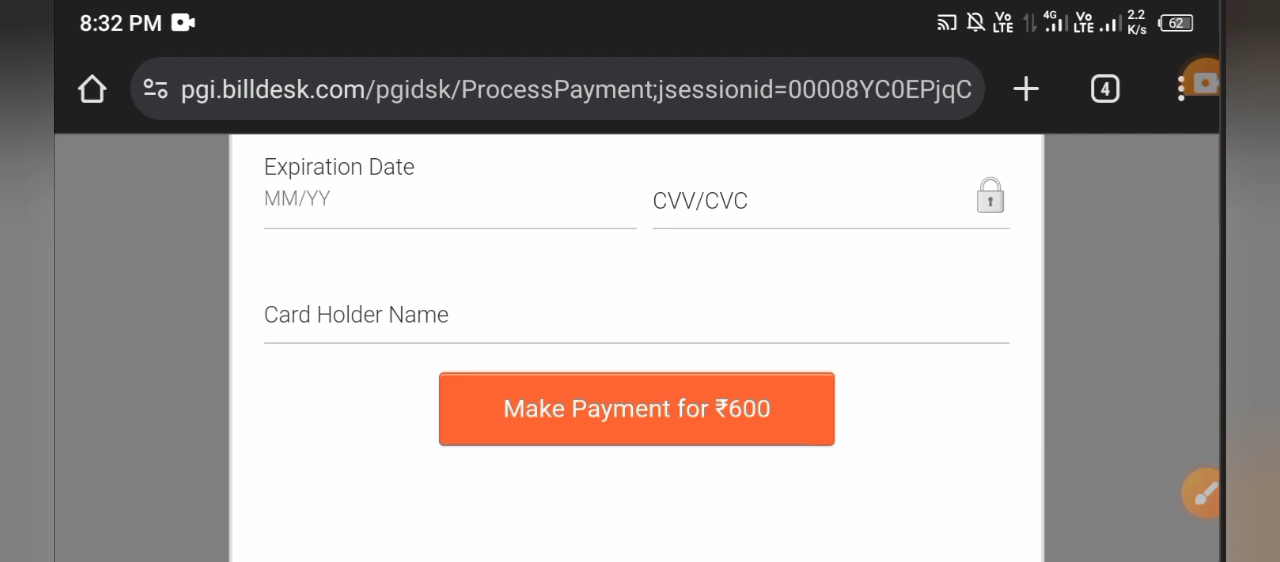 8:32 PM
Vo LTE 4G Vo LTE 2.2 K/s 62
pgi.billdesk.com/pgidsk/ProcessPayment;jsessionid=00008YC0EPjqC
4
Expiration Date
MM/YY
CVV/CVC
Card Holder Name
Make Payment for ₹600